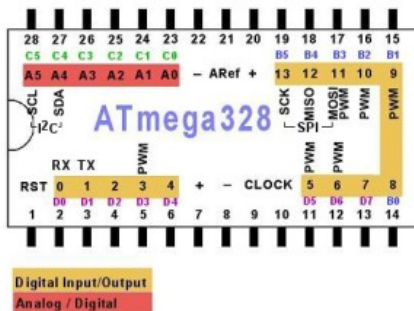 28 27 26 25 24 23 22 21 20 19 18 17 16 15
C5 C4 C3 C2 C1 C0 B5 B4 B3 B2 B1
A5 A4 A3 A2 A1 A0 − ARef + 13 12 11 10 9
SCL SDA SCK MISO MOSI PWM PWM PWM
I²C² SPI
ATmega328
RX TX PWM PWM PWM
RST 0 1 2 3 4 + − CLOCK 5 6 7 8
D0 D1 D2 D3 D4 D5 D6 D7 B0
1 2 3 4 5 6 7 8 9 10 11 12 13 14
Digital Input/Output
Analog / Digital